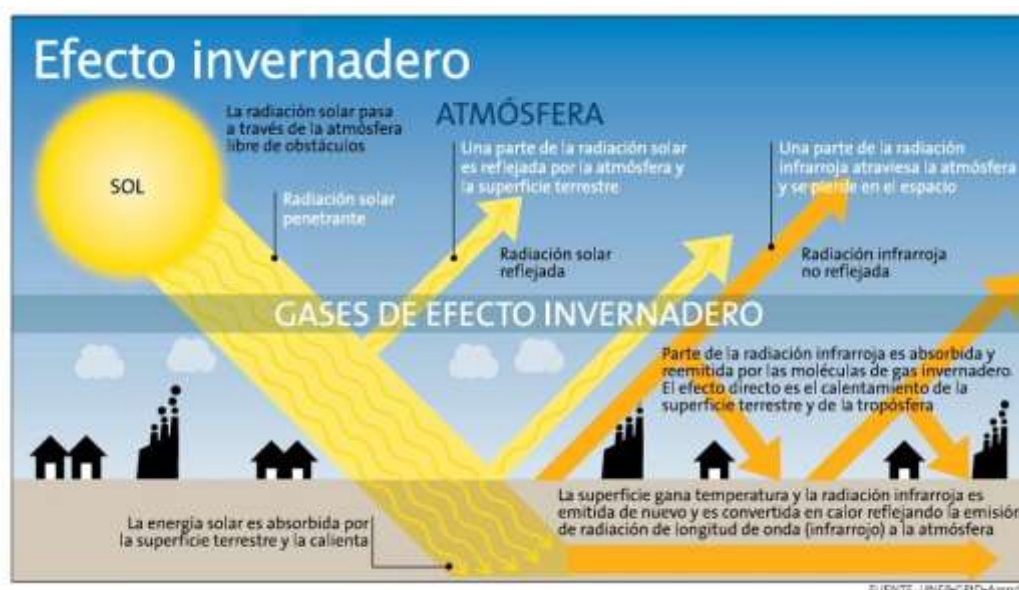 Efecto invernadero
SOL
La radiación solar pasa
a través de la atmósfera
libre de obstáculos
Radiación solar
penetrante
ATMÓSFERA
Una parte de la radiación solar
es reflejada por la atmósfera y
la superficie terrestre
Radiación solar
reflejada
Una parte de la radiación
infrarroja atraviesa la atmósfera
y se pierde en el espacio
Radiación infrarroja
no reflejada
GASES DE EFECTO INVERNADERO
Parte de la radiación infrarroja es absorbida y
reemitida por las moléculas de gas invernadero.
El efecto directo es el calentamiento de la
superficie terrestre y de la tropósfera
La energía solar es absorbida por
la superficie terrestre y la calienta
La superficie gana temperatura y la radiación infrarroja es
emitida de nuevo y es convertida en calor reflejando la emisión
de radiación de longitud de onda (infrarrojo) a la atmósfera
FUENTE: